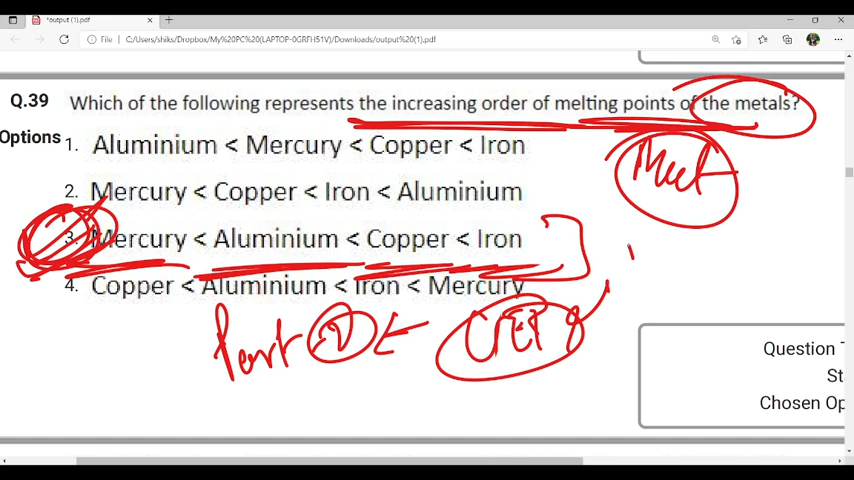 *output (1).pdf
File | C:/Users/shiks/Dropbox/My%20PC%20(LAPTOP-0GRFH51V)/Downloads/output%20(1).pdf
Q.39 Which of the following represents the increasing order of melting points of the metals?
Options 1. Aluminium < Mercury < Copper < Iron
2. Mercury < Copper < Iron < Aluminium
3. Mercury < Aluminium < Copper < Iron
4. Copper < Aluminium < Iron < Mercury
Question
St
Chosen Op